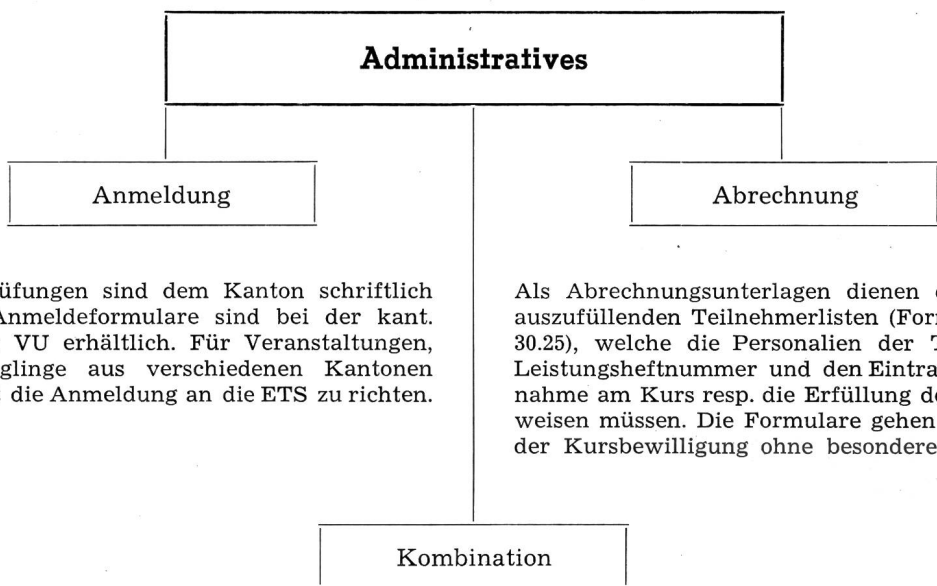 Administratives
Anmeldung
Abrechnung
üfungen sind dem Kanton schriftlich
Anmeldeformulare sind bei der kant.
VU erhältlich. Für Veranstaltungen,
glinge aus verschiedenen Kantonen
die Anmeldung an die ETS zu richten.
Als Abrechnungsunterlagen dienen
auszufüllenden Teilnehmerlisten (For
30.25), welche die Personalien der T
Leistungsheftnummer und den Eintra
nahme am Kurs resp. die Erfüllung de
weisen müssen. Die Formulare gehen
der Kursbewilligung ohne besondere
Kombination